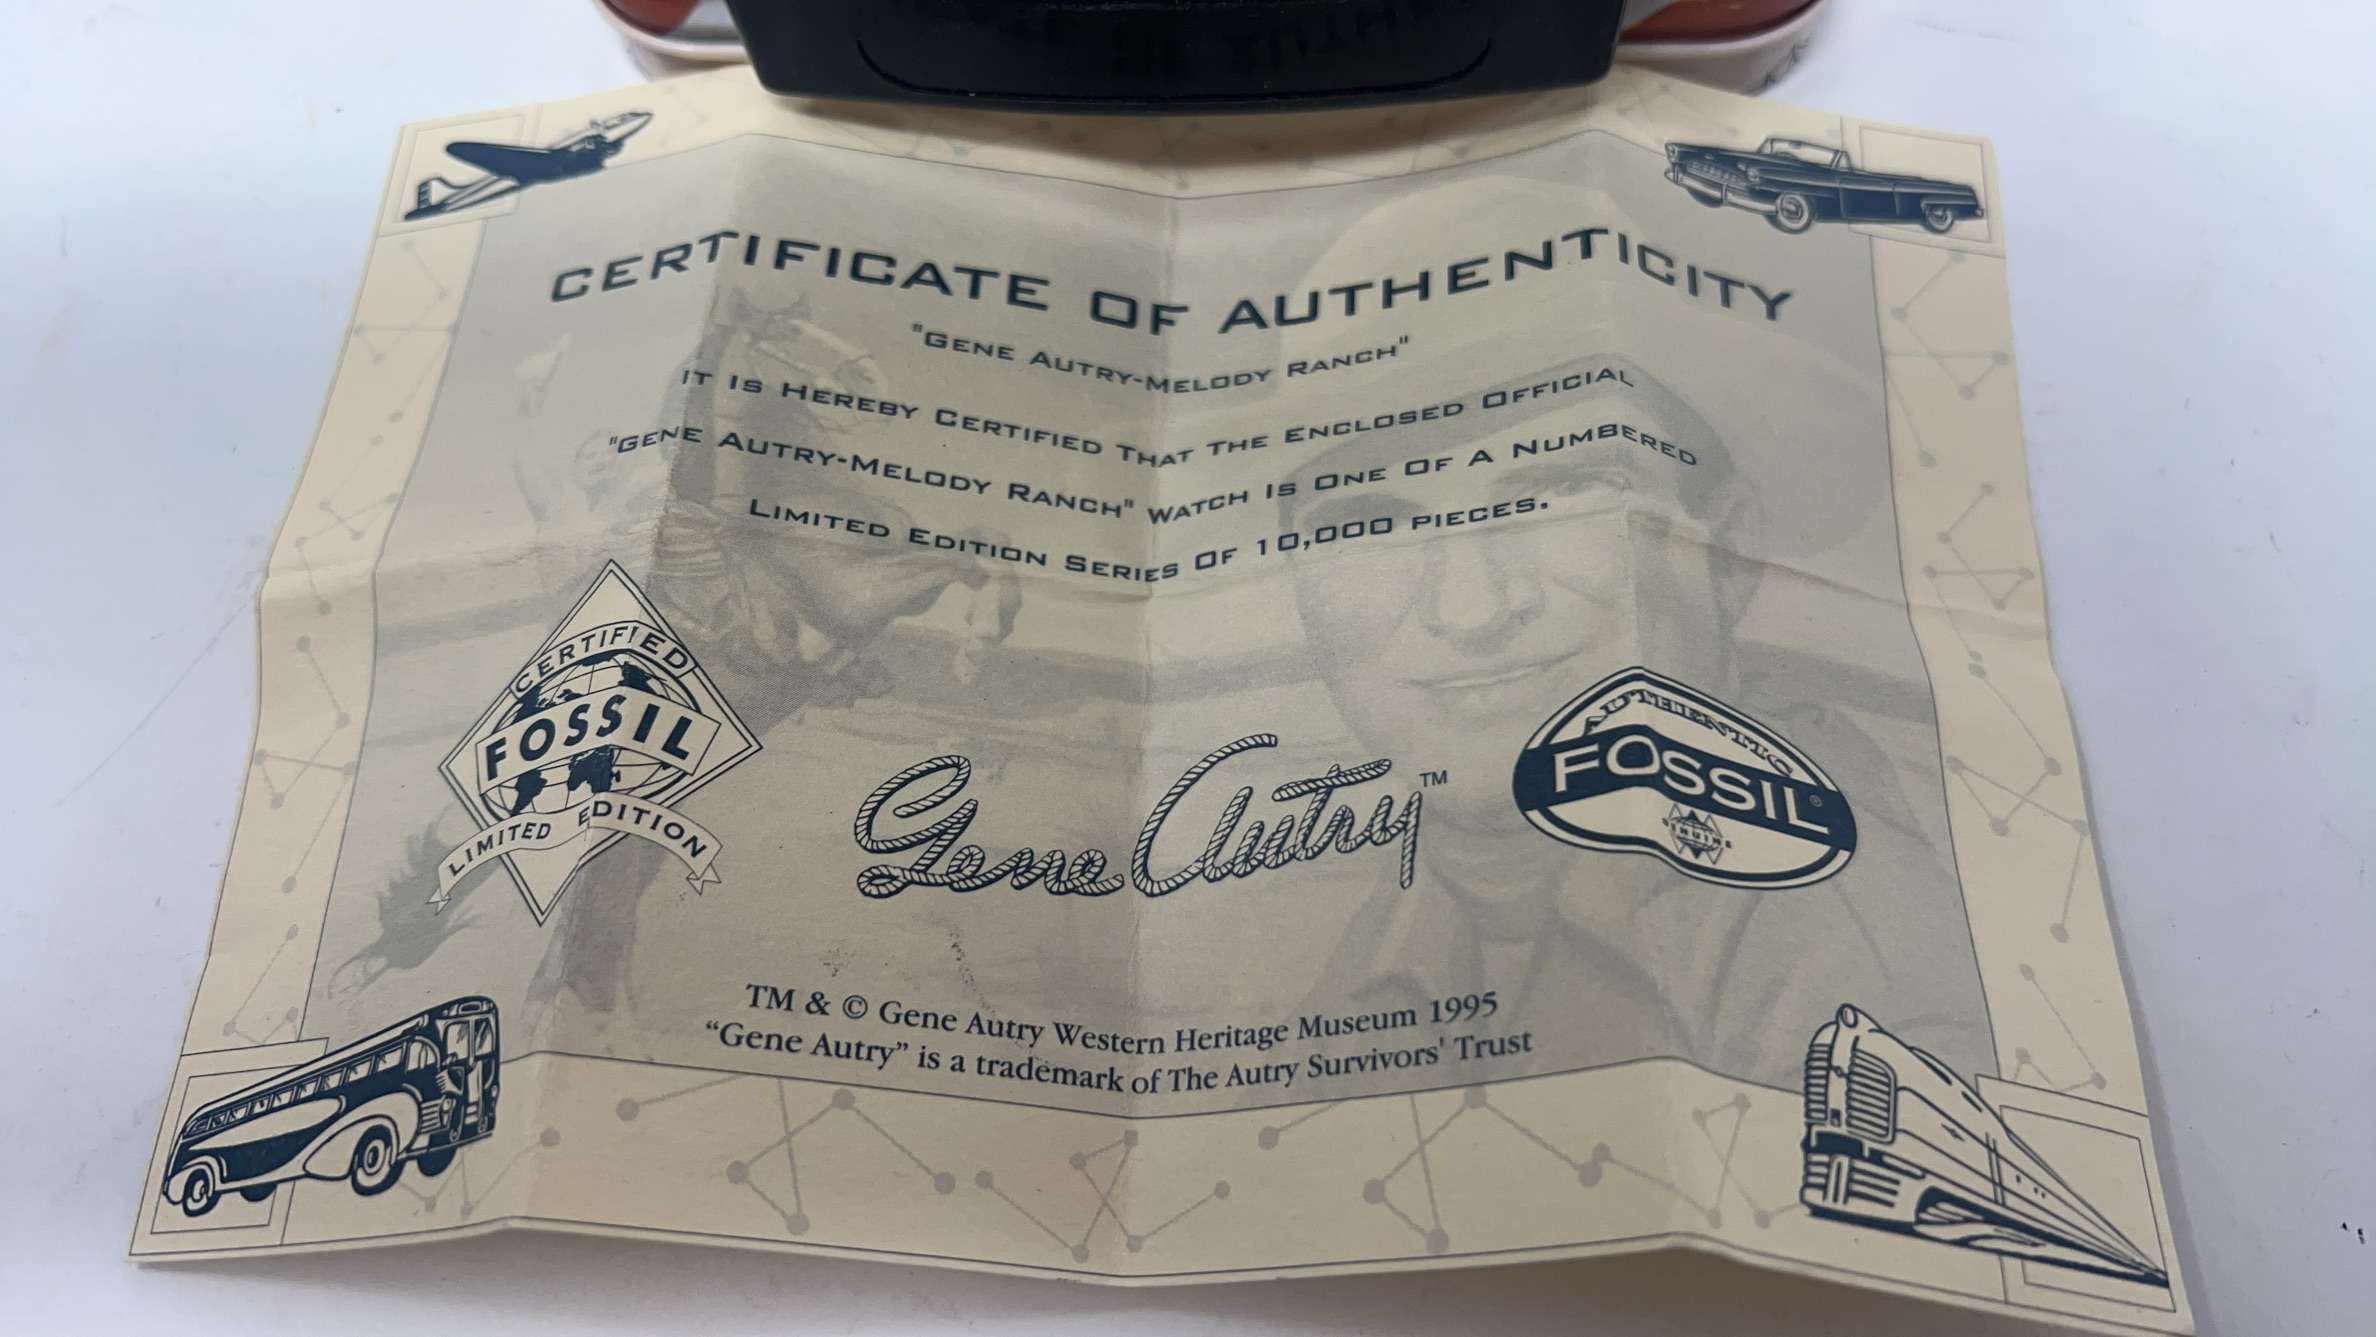 CERTIFICATE OF AUTHENTICITY
"GENE AUTRY-MELODY RANCH"
IT IS HEREBY CERTIFIED THAT THE ENCLOSED OFFICIAL
"GENE AUTRY-MELODY RANCH" WATCH IS ONE OF A NUMBERED
LIMITED EDITION SERIES OF 10,000 PIECES.
CERTIFIED
FOSSIL
LIMITED EDITION
Gene Autry™
AUTHENTIC
FOSSIL®
GENUINE
TM & © Gene Autry Western Heritage Museum 1995
“Gene Autry” is a trademark of The Autry Survivors' Trust